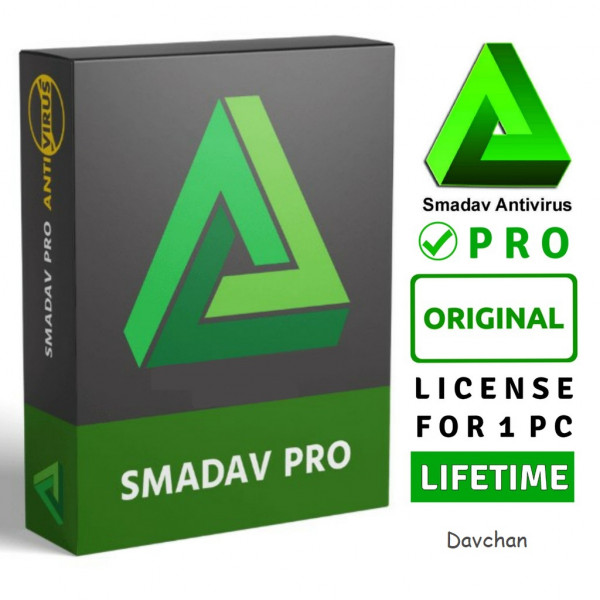 SMADAV PRO ANTIVIRUS
SMADAV PRO
Smadav Antivirus
PRO
ORIGINAL
LICENSE
FOR 1 PC
LIFETIME
Davchan